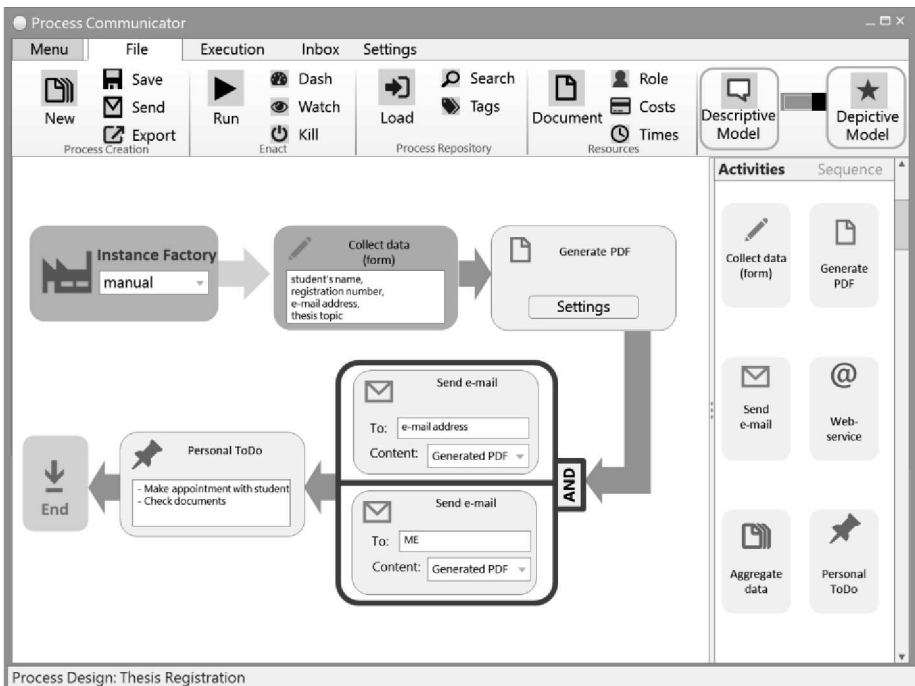 Process Communicator
Menu File Execution Inbox Settings
New
Save
Send
Export
Process Creation
Run
Dash
Watch
Kill
Enact
Load
Search
Tags
Process Repository
Document
Role
Costs
Times
Resources
Descriptive
Model
Depictive
Model
Instance Factory
manual
Collect data
(form)
student's name,
registration number,
e-mail address,
thesis topic
Generate PDF
Settings
Send e-mail
To: e-mail address
Content: Generated PDF
AND
Send e-mail
To: ME
Content: Generated PDF
Personal ToDo
- Make appointment with student
- Check documents
End
Activities Sequence
Collect data
(form)
Generate
PDF
Send
e-mail
@
Web-
service
Aggregate
data
Personal
ToDo
Process Design: Thesis Registration